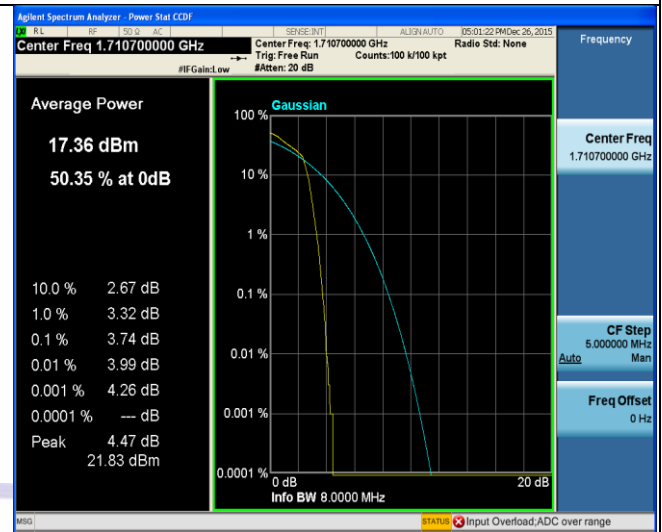 Agilent Spectrum Analyzer - Power Stat CCDF
RL RF 50 Ω AC SENSE:INT ALIGN AUTO 05:01:22 PM Dec 26, 2015
Center Freq 1.710700000 GHz
Center Freq: 1.710700000 GHz Radio Std: None
Trig: Free Run Counts:100 k/100 kpt
#IFGain:Low #Atten: 20 dB
Frequency
Average Power
17.36 dBm
50.35 % at 0dB
10.0 % 2.67 dB
1.0 % 3.32 dB
0.1 % 3.74 dB
0.01 % 3.99 dB
0.001 % 4.26 dB
0.0001 % --- dB
Peak 4.47 dB
21.83 dBm
Gaussian
100 %
10 %
1 %
0.1 %
0.01 %
0.001 %
0.0001 %
0 dB 20 dB
Info BW 8.0000 MHz
Center Freq
1.710700000 GHz
CF Step
5.000000 MHz
Auto Man
Freq Offset
0 Hz
MSG STATUS Input Overload;ADC over range